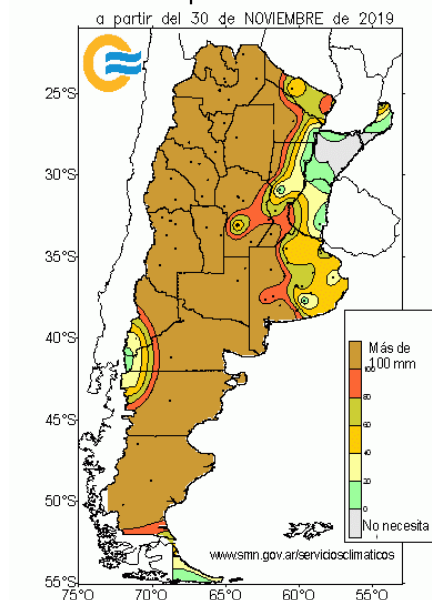 a partir del 30 de NOVIEMBRE de 2019
25°S
30°S
35°S
40°S
45°S
50°S
55°S
75°O
70°O
65°O
60°O
55°O
Más de
100 mm
100
80
60
40
20
0
No necesita
www.smn.gov.ar/serviciosclimaticos